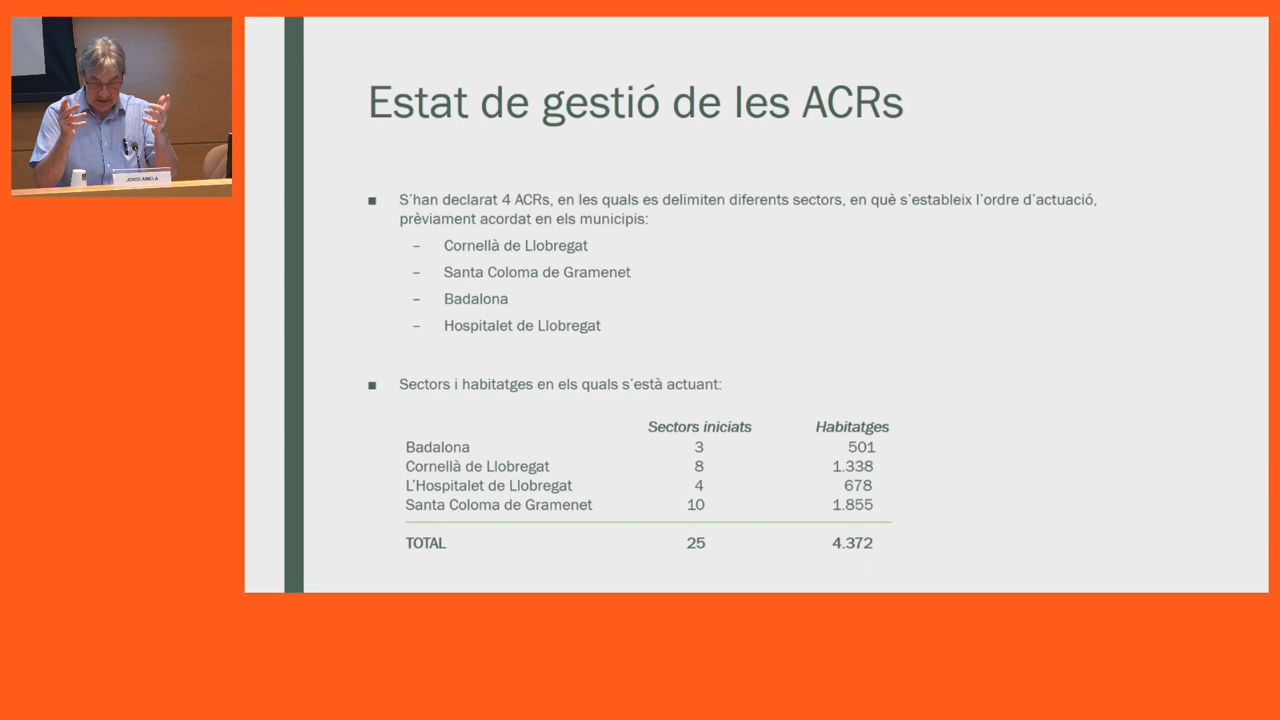 Estat de gestió de les ACRs
■ S'han declarat 4 ACRs, en les quals es delimiten diferents sectors, en què s'estableix l'ordre d'actuació,
prèviament acordat en els municipis:
– Cornellà de Llobregat
– Santa Coloma de Gramenet
– Badalona
– Hospitalet de Llobregat
■ Sectors i habitatges en els quals s'està actuant:
Sectors iniciats Habitatges
Badalona 3 501
Cornellà de Llobregat 8 1.338
L'Hospitalet de Llobregat 4 678
Santa Coloma de Gramenet 10 1.855
TOTAL 25 4.372